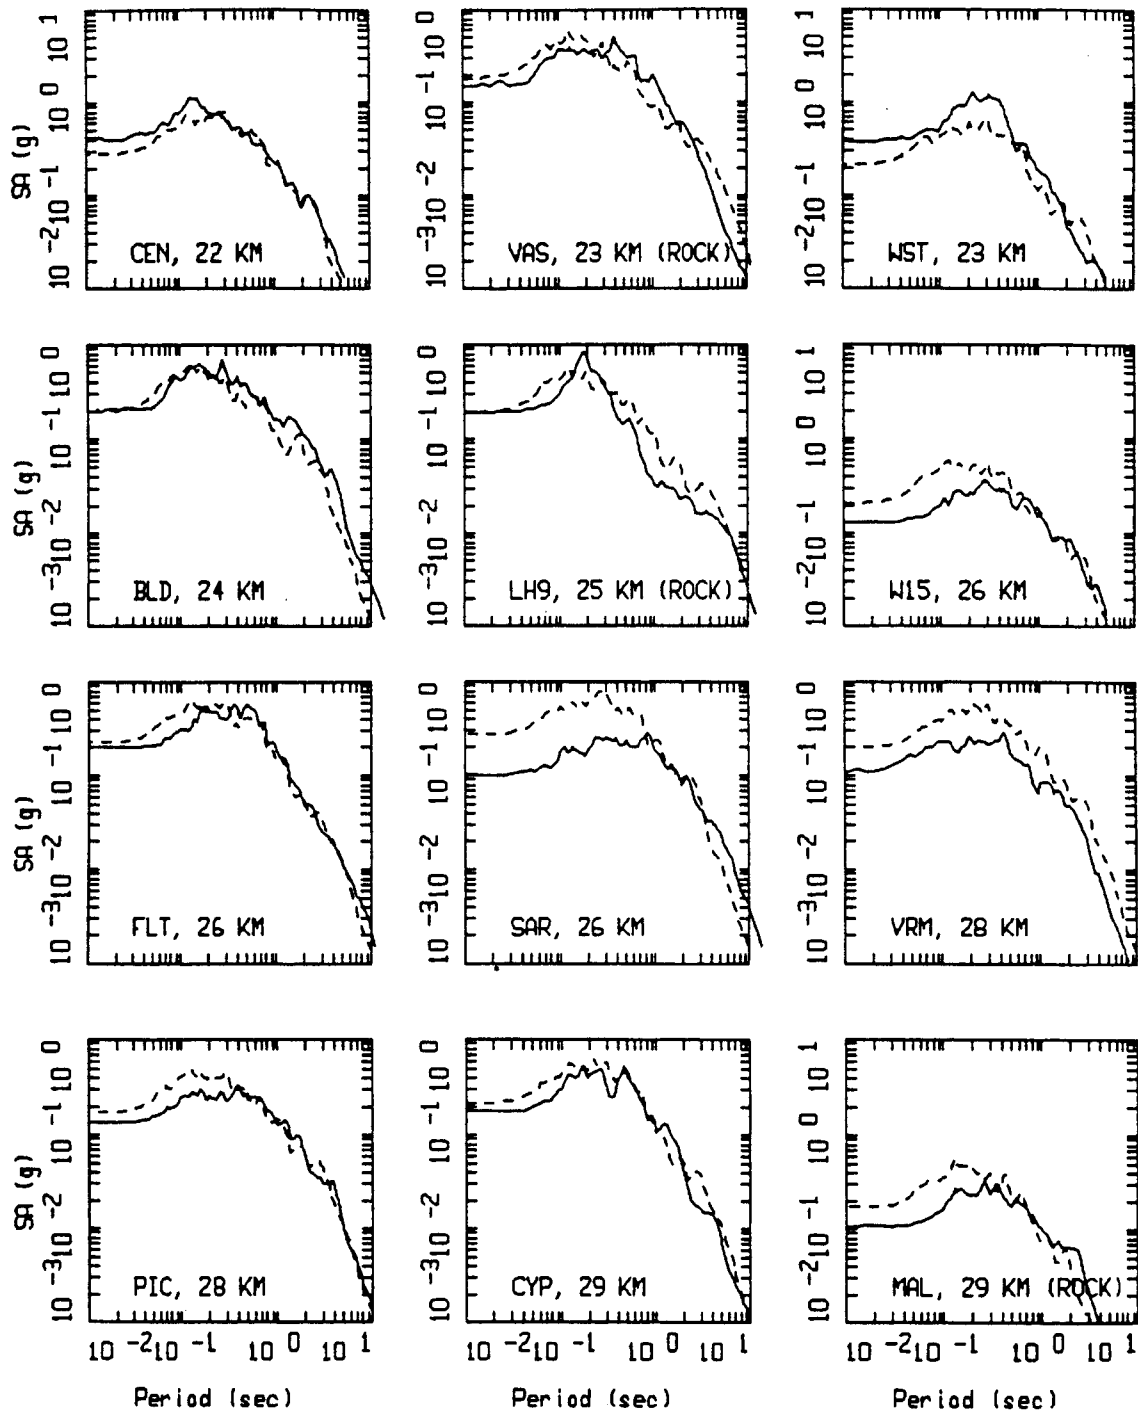 SA (g)
10 -2 10 -1 10 0 10 1
CEN, 22 KM
10 -3 10 -2 10 -1 10 0
VAS, 23 KM (ROCK)
10 -2 10 -1 10 0 10 1
WST, 23 KM
SA (g)
10 -3 10 -2 10 -1 10 0
BLD, 24 KM
10 -3 10 -2 10 -1 10 0
LH9, 25 KM (ROCK)
10 -2 10 -1 10 0 10 1
W15, 26 KM
SA (g)
10 -3 10 -2 10 -1 10 0
FLT, 26 KM
10 -3 10 -2 10 -1 10 0
SAR, 26 KM
10 -3 10 -2 10 -1 10 0
VRM, 28 KM
SA (g)
10 -3 10 -2 10 -1 10 0
PIC, 28 KM
10 -3 10 -2 10 -1 10 0
CYP, 29 KM
10 -2 10 -1 10 0 10 1
MAL, 29 KM (ROCK)
10 -2 10 -1 10 0 10 1
10 -2 10 -1 10 0 10 1
10 -2 10 -1 10 0 10 1
Period (sec)
Period (sec)
Period (sec)